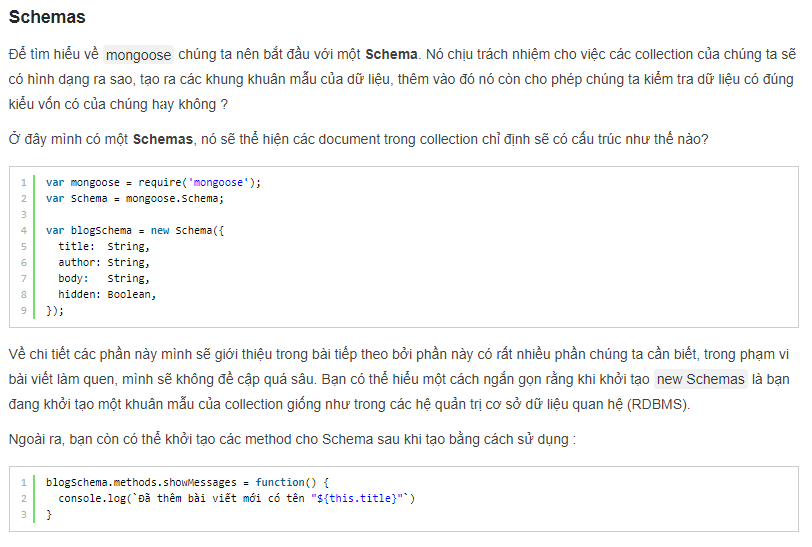 Schemas
Để tìm hiểu về mongoose chúng ta nên bắt đầu với một Schema. Nó chịu trách nhiệm cho việc các collection của chúng ta sẽ
có hình dạng ra sao, tạo ra các khung khuân mẫu của dữ liệu, thêm vào đó nó còn cho phép chúng ta kiểm tra dữ liệu có đúng
kiểu vốn có của chúng hay không ?
Ở đây mình có một Schemas, nó sẽ thể hiện các document trong collection chỉ định sẽ có cấu trúc như thế nào?
1 var mongoose = require('mongoose');
2 var Schema = mongoose.Schema;
3
4 var blogSchema = new Schema({
5   title:  String,
6   author: String,
7   body:   String,
8   hidden: Boolean,
9 });
Về chi tiết các phần này mình sẽ giới thiệu trong bài tiếp theo bởi phần này có rất nhiều phần chúng ta cần biết, trong phạm vi
bài viết làm quen, mình sẽ không đề cập quá sâu. Bạn có thể hiểu một cách ngắn gọn rằng khi khởi tạo new Schemas là bạn
đang khởi tạo một khuân mẫu của collection giống như trong các hệ quản trị cơ sở dữ liệu quan hệ (RDBMS).
Ngoài ra, bạn còn có thể khởi tạo các method cho Schema sau khi tạo bằng cách sử dụng :
1 blogSchema.methods.showMessages = function() {
2   console.log(`Đã thêm bài viết mới có tên "${this.title}"`)
3 }